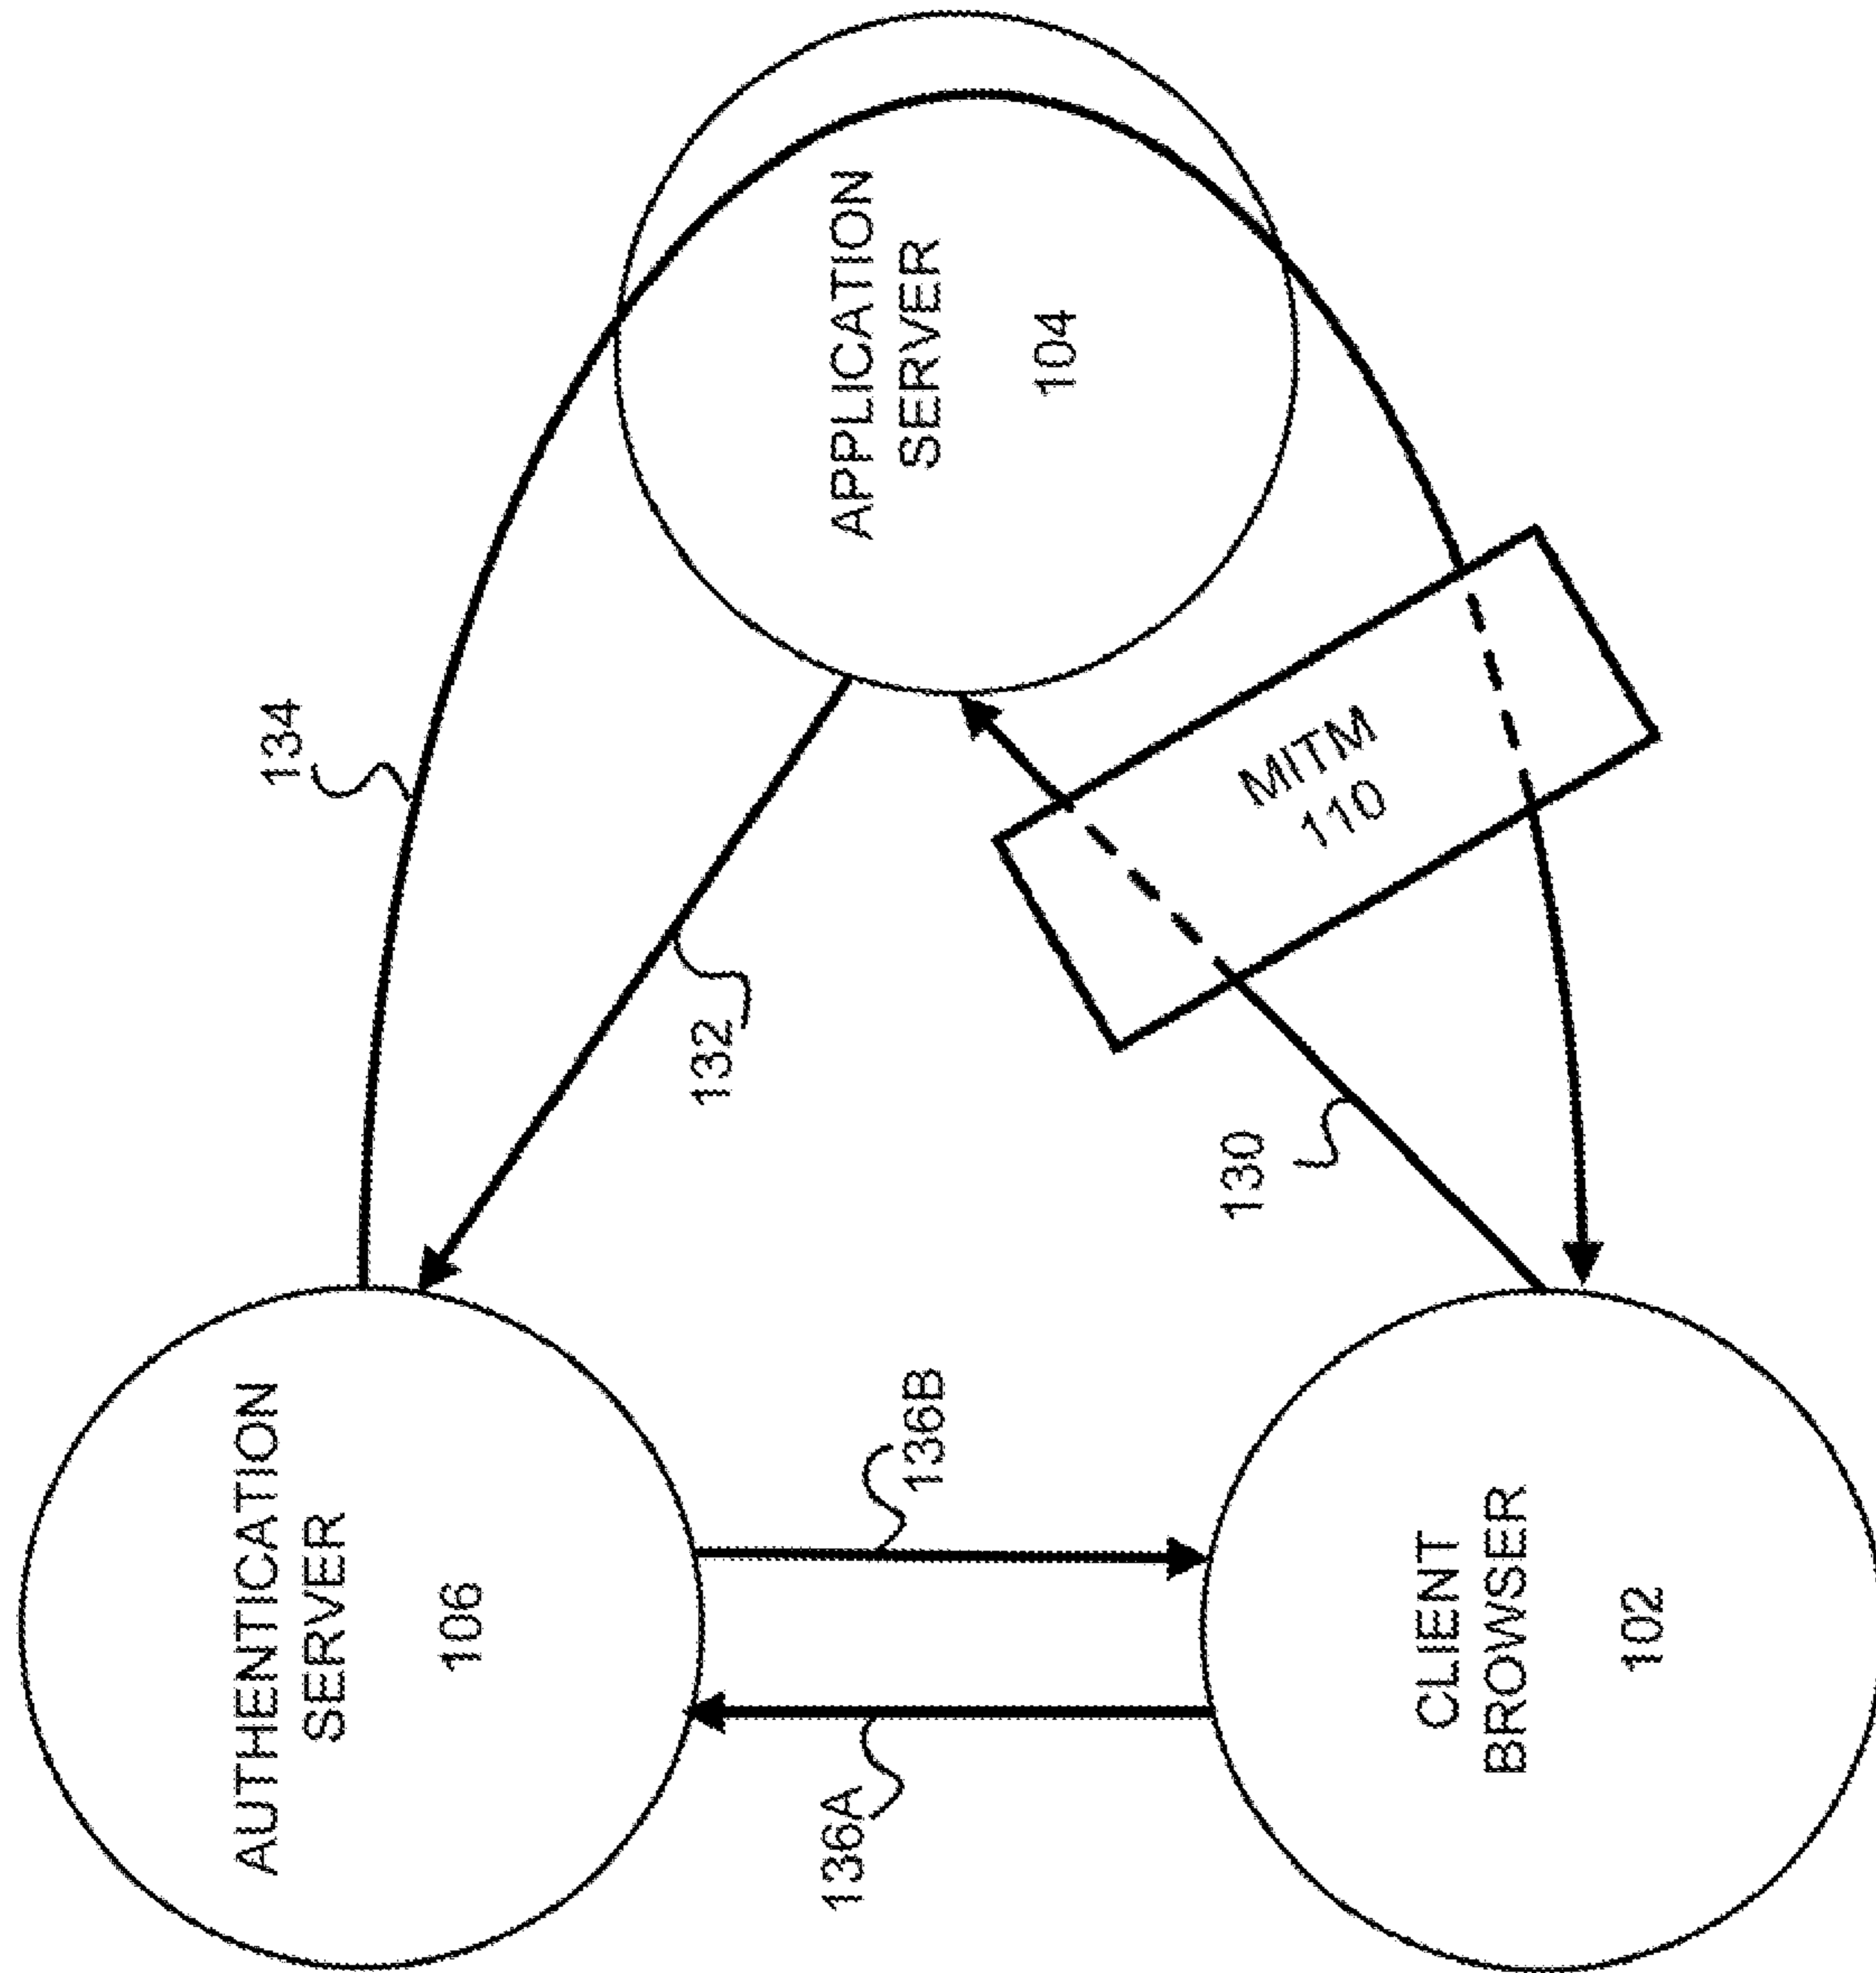 AUTHENTICATION
SERVER
106
134
132
APPLICATION
SERVER
104
136A
136B
130
MITM
110
CLIENT
BROWSER
102